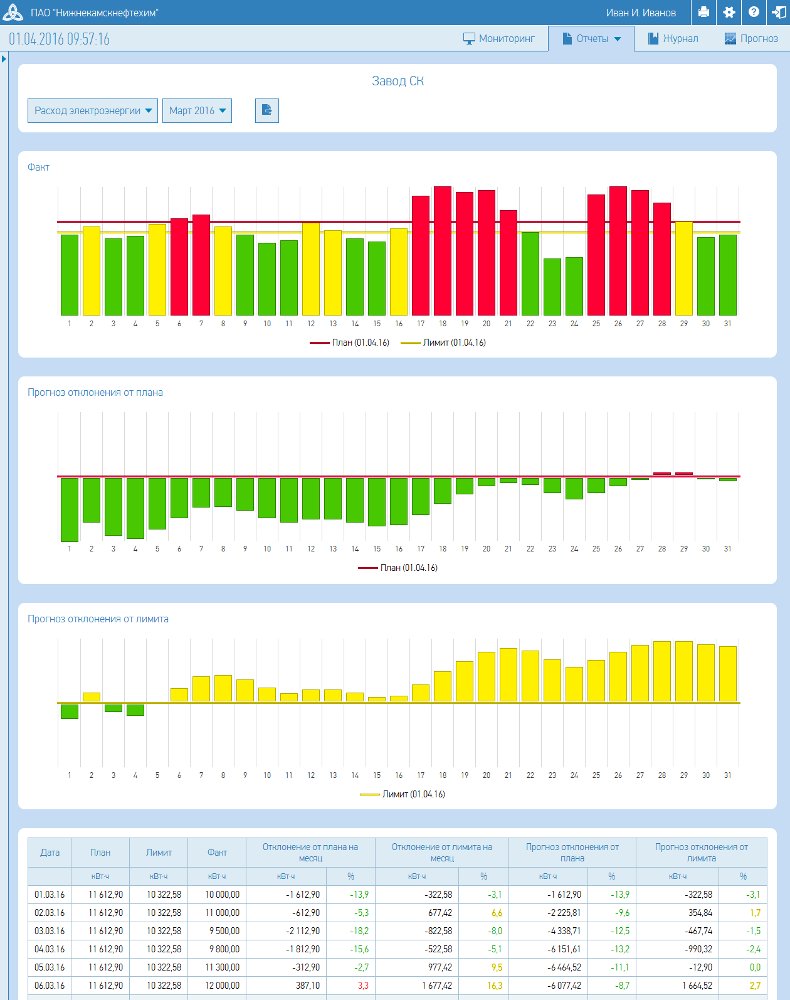 ПАО "Нижнекамскнефтехим"
Иван И. Иванов
01.04.2016 09:57:16
Мониторинг
Отчеты
Журнал
Прогноз
Завод СК
Расход электроэнергии
Март 2016
Факт
1 2 3 4 5 6 7 8 9 10 11 12 13 14 15 16 17 18 19 20 21 22 23 24 25 26 27 28 29 30 31
План (01.04.16) Лимит (01.04.16)
Прогноз отклонения от плана
1 2 3 4 5 6 7 8 9 10 11 12 13 14 15 16 17 18 19 20 21 22 23 24 25 26 27 28 29 30 31
План (01.04.16)
Прогноз отклонения от лимита
1 2 3 4 5 6 7 8 9 10 11 12 13 14 15 16 17 18 19 20 21 22 23 24 25 26 27 28 29 30 31
Лимит (01.04.16)
Дата План Лимит Факт Отклонение от плана на месяц Отклонение от лимита на месяц Прогноз отклонения от плана Прогноз отклонения от лимита
кВт·ч кВт·ч кВт·ч кВт·ч % кВт·ч % кВт·ч % кВт·ч %
01.03.16 11 612,90 10 322,58 10 000,00 -1 612,90 -13,9 -322,58 -3,1 -1 612,90 -13,9 -322,58 -3,1
02.03.16 11 612,90 10 322,58 11 000,00 -612,90 -5,3 677,42 6,6 -2 225,81 -9,6 354,84 1,7
03.03.16 11 612,90 10 322,58 9 500,00 -2 112,90 -18,2 -822,58 -8,0 -4 338,71 -12,5 -467,74 -1,5
04.03.16 11 612,90 10 322,58 9 800,00 -1 812,90 -15,6 -522,58 -5,1 -6 151,61 -13,2 -990,32 -2,4
05.03.16 11 612,90 10 322,58 11 300,00 -312,90 -2,7 977,42 9,5 -6 464,52 -11,1 -12,90 0,0
06.03.16 11 612,90 10 322,58 12 000,00 387,10 3,3 1 677,42 16,3 -6 077,42 -8,7 1 664,52 2,7